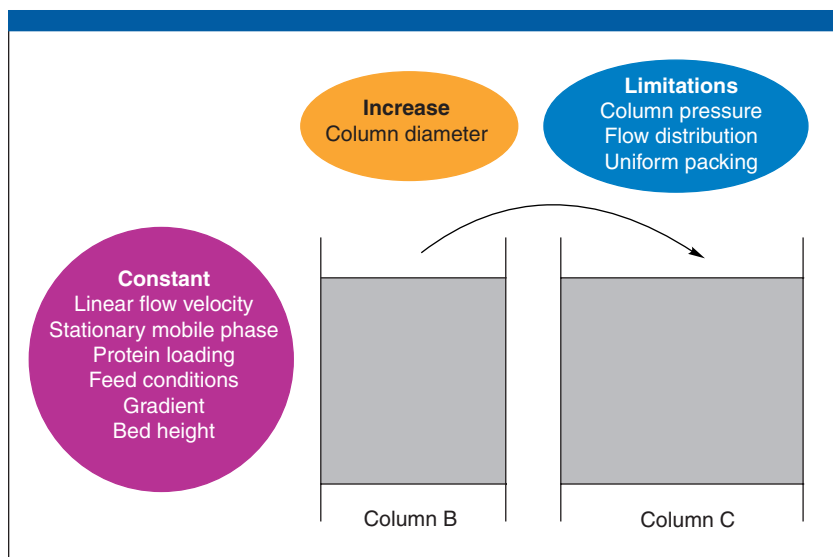 Increase
Column diameter
Limitations
Column pressure
Flow distribution
Uniform packing
Constant
Linear flow velocity
Stationary mobile phase
Protein loading
Feed conditions
Gradient
Bed height
Column B
Column C